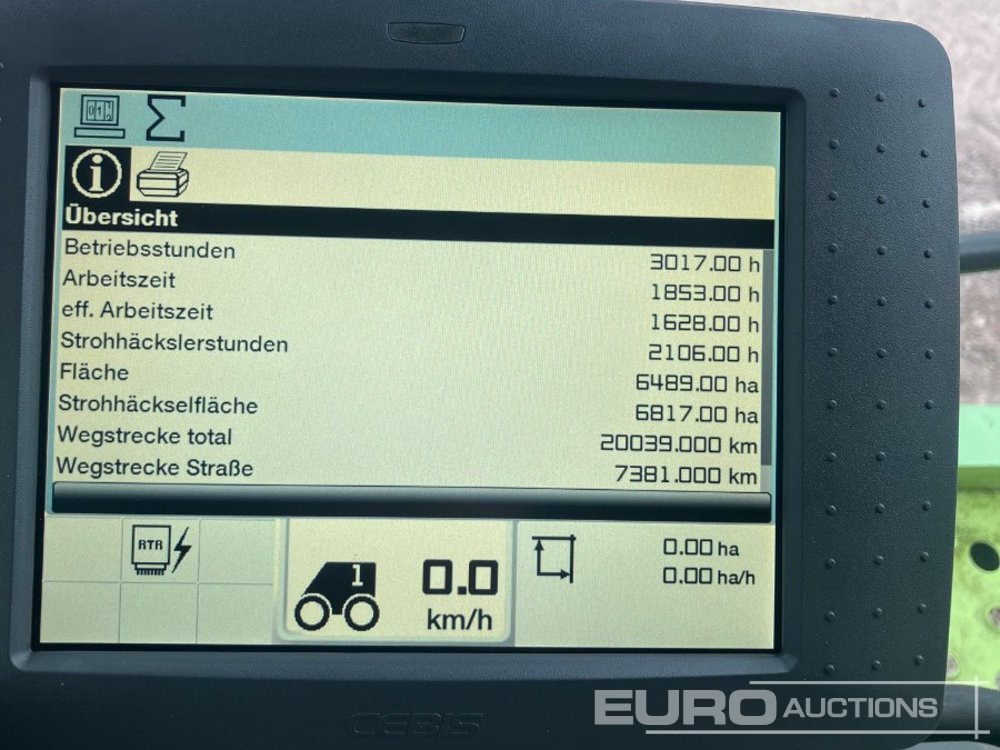 Übersicht
Betriebsstunden 3017.00 h
Arbeitszeit 1853.00 h
eff. Arbeitszeit 1628.00 h
Strohhäckslerstunden 2106.00 h
Fläche 6489.00 ha
Strohhäckselfläche 6817.00 ha
Wegstrecke total 20039.000 km
Wegstrecke Straße 7381.000 km
RTR
1
0.0
km/h
0.00 ha
0.00 ha/h
CEBIS
EURO AUCTIONS